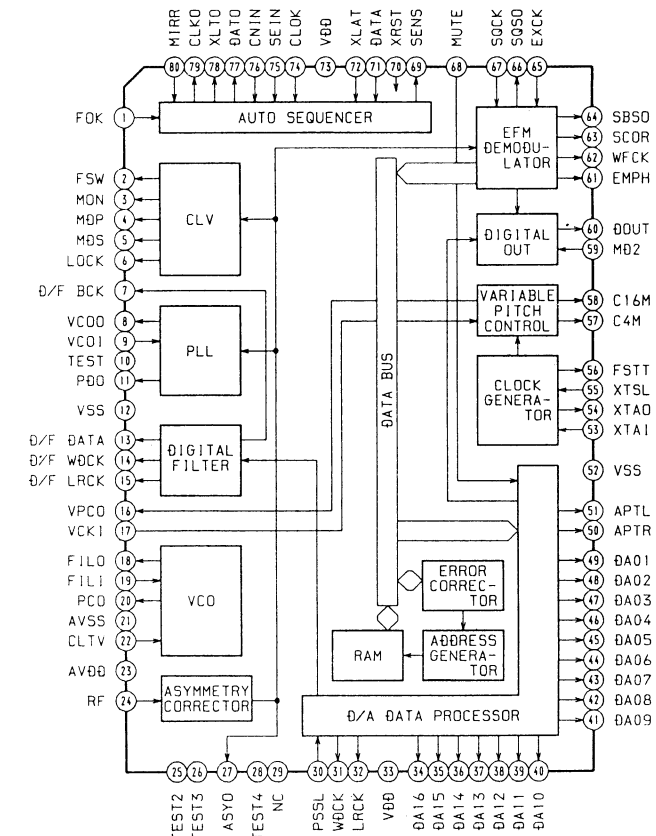 MIRR
CLKO
XLTO
DATO
CNIN
SEIN
CLOK
VDD
XLAT
DATA
XRST
SENS
MUTE
SQCK
SQSO
EXCK
80
79
78
77
76
75
74
73
72
71
70
69
68
67
66
65
FOK 1
AUTO SEQUENCER
EFM
DEMODU-
LATOR
64 SBSO
63 SCOR
62 WFCK
61 EMPH
FSW 2
MON 3
MDP 4
MDS 5
LOCK 6
CLV
DIGITAL
OUT
60 DOUT
59 MD2
D/F BCK 7
VCOO 8
VCOI 9
TEST 10
PDO 11
PLL
VARIABLE
PITCH
CONTROL
58 C16M
57 C4M
DATA BUS
CLOCK
GENERA-
TOR
56 FSTT
55 XTSL
54 XTAO
53 XTAI
VSS 12
D/F DATA 13
D/F WDCK 14
D/F LRCK 15
DIGITAL
FILTER
52 VSS
VPCO 16
VCKI 17
51 APTL
50 APTR
FILO 18
FILI 19
PCO 20
AVSS 21
CLTV 22
VCO
ERROR
CORREC-
TOR
RAM
ADDRESS
GENERA-
TOR
49 DA01
48 DA02
47 DA03
46 DA04
45 DA05
44 DA06
43 DA07
42 DA08
41 DA09
AVDD 23
RF 24
ASYMMETRY
CORRECTOR
D/A DATA PROCESSOR
25
26
27
28
29
30
31
32
33
34
35
36
37
38
39
40
TEST2
TEST3
ASYO
TEST4
NC
PSSL
WDCK
LRCK
VDD
DA16
DA15
DA14
DA13
DA12
DA11
DA10